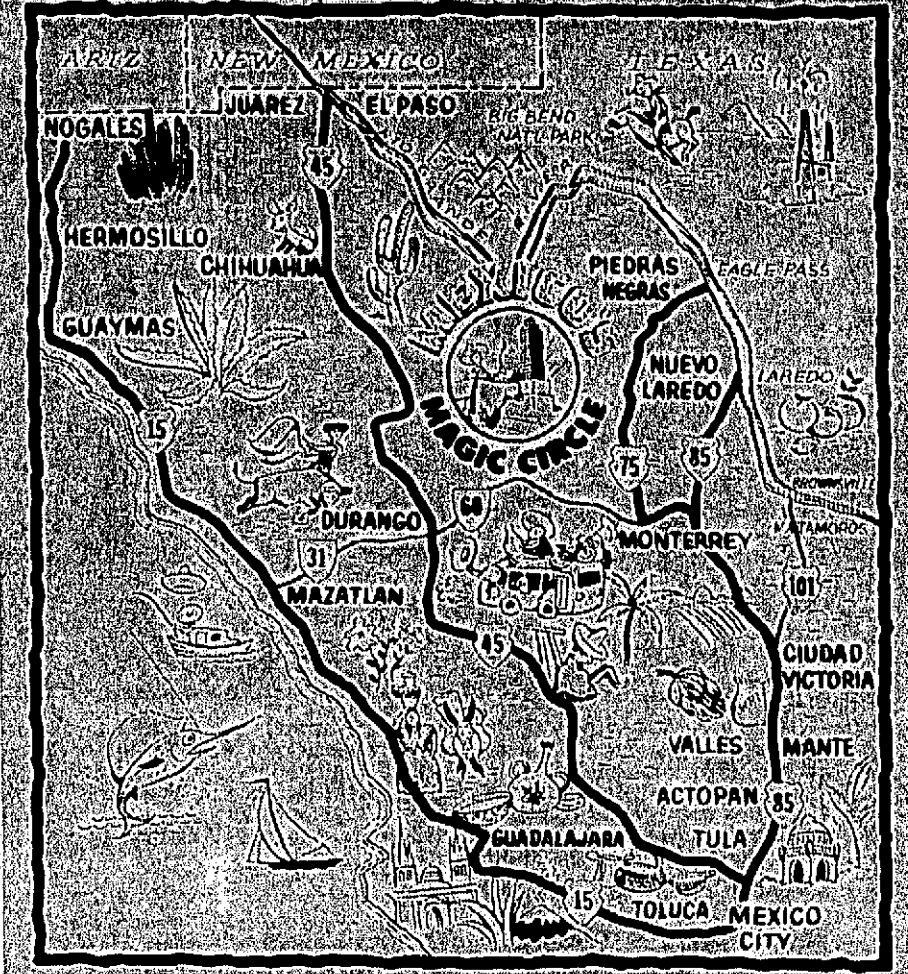 ARIZ
NEW MEXICO
TEXAS
JUAREZ
EL PASO
NOGALES
BIG BEND
NATL PARK
45
HERMOSILLO
CHIHUAHUA
PIEDRAS
NEGRAS
EAGLE PASS
GUAYMAS
NUEVO
LAREDO
LAREDO
MAGIC CIRCLE
15
75
85
BROWNSVILLE
DURANGO
MATAMOROS
31
MONTERREY
101
MAZATLAN
45
CIUDAD
VICTORIA
VALLES
MANTE
ACTOPAN
85
GUADALAJARA
TULA
15
TOLUCA
MEXICO
CITY